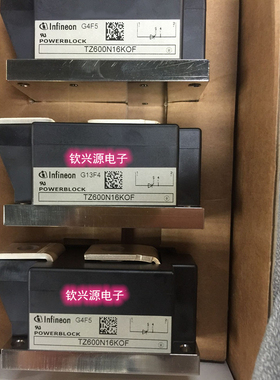 Infineon G4F5
POWERBLOCK
TZ600N16KOF
钦兴源电子
Infineon G13F4
POWERBLOCK
TZ600N16KOF
钦兴源电子
Infineon G4F5
POWERBLOCK
TZ600N16KOF